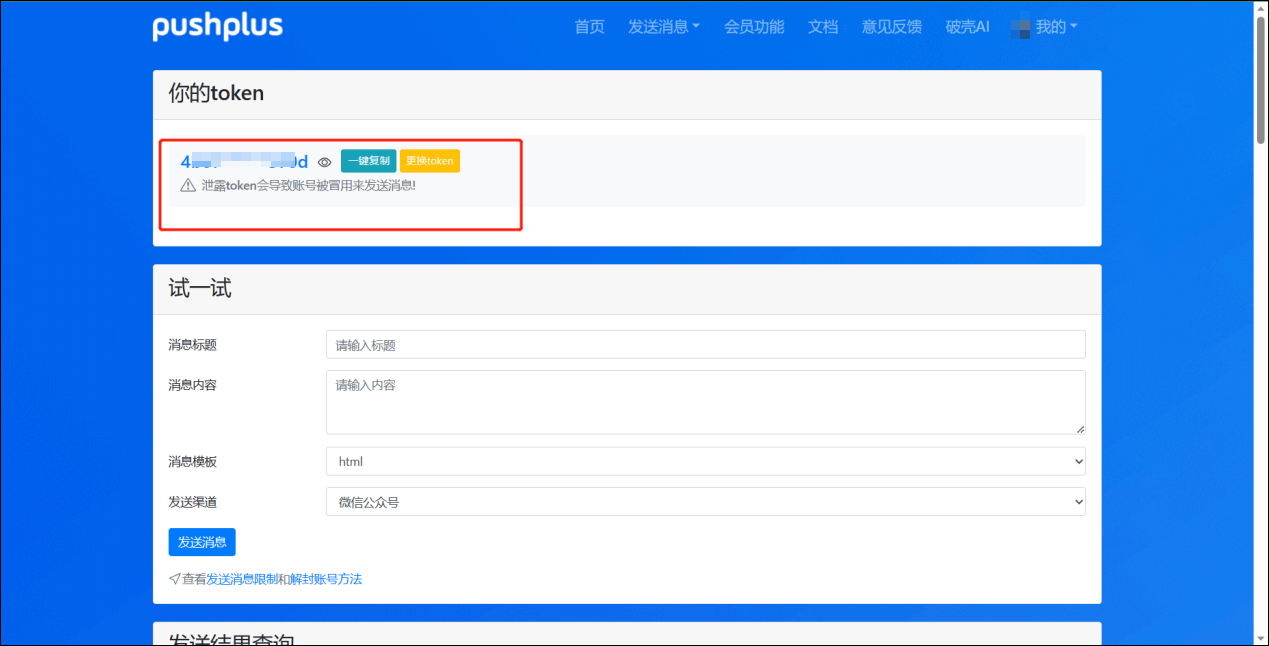 pushplus
首页 发送消息 会员功能 文档 意见反馈 破壳AI 我的
你的token
一键复制 更换token
泄露token会导致账号被冒用来发送消息!
试一试
消息标题 请输入标题
消息内容 请输入内容
消息模板 html
发送渠道 微信公众号
发送消息
查看发送消息限制和解封账号方法
发送结果查询